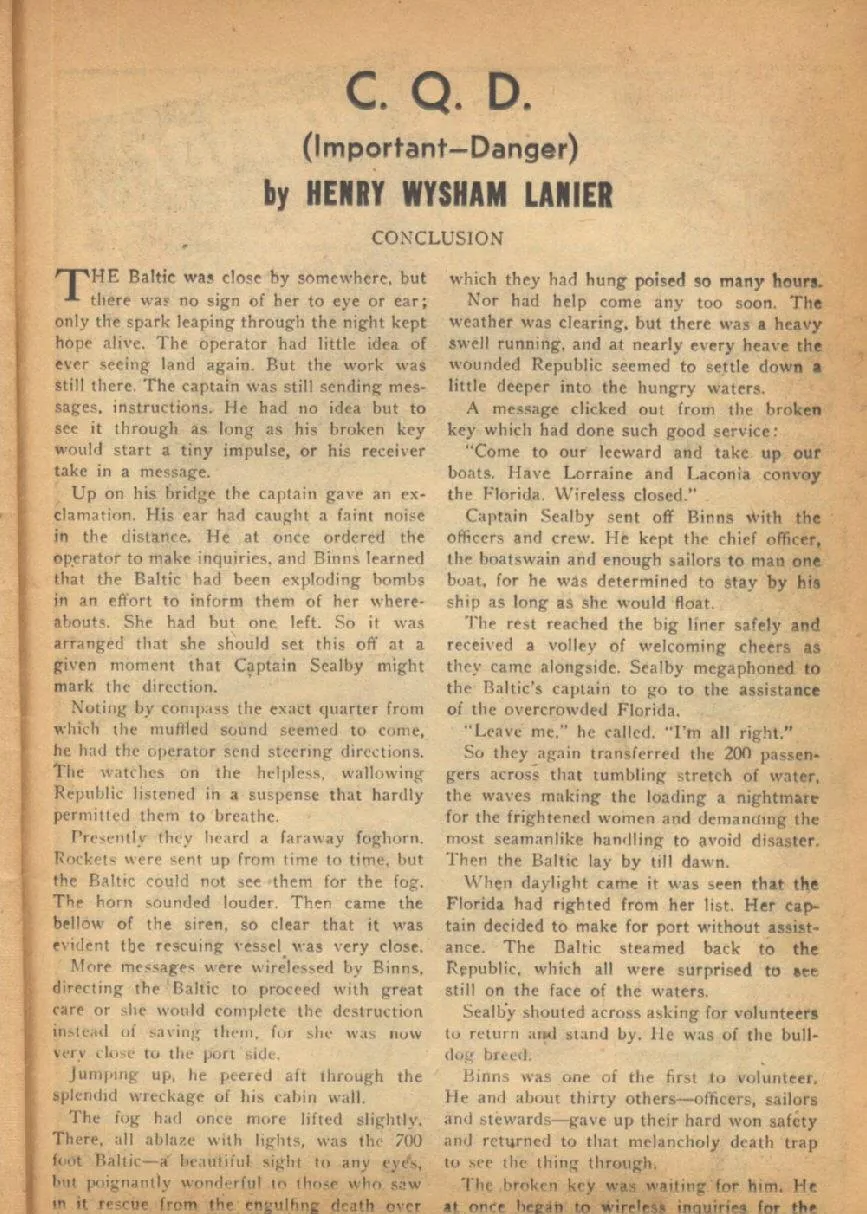 C. Q. D.
(Important—Danger)
by HENRY WYSHAM LANIER
CONCLUSION
THE Baltic was close by somewhere, but
there was no sign of her to eye or ear;
only the spark leaping through the night kept
hope alive. The operator had little idea of
ever seeing land again. But the work was
still there. The captain was still sending mes-
sages, instructions. He had no idea but to
see it through as long as his broken key
would start a tiny impulse, or his receiver
take in a message.
Up on his bridge the captain gave an ex-
clamation. His ear had caught a faint noise
in the distance. He at once ordered the
operator to make inquiries, and Binns learned
that the Baltic had been exploding bombs
in an effort to inform them of her where-
abouts. She had but one left. So it was
arranged that she should set this off at a
given moment that Captain Sealby might
mark the direction.
Noting by compass the exact quarter from
which the muffled sound seemed to come,
he had the operator send steering directions.
The watches on the helpless, wallowing
Republic listened in a suspense that hardly
permitted them to breathe.
Presently they heard a faraway foghorn.
Rockets were sent up from time to time, but
the Baltic could not see them for the fog.
The horn sounded louder. Then came the
bellow of the siren, so clear that it was
evident the rescuing vessel was very close.
More messages were wirelessed by Binns,
directing the Baltic to proceed with great
care or she would complete the destruction
instead of saving them, for she was now
very close to the port side.
Jumping up, he peered aft through the
splendid wreckage of his cabin wall.
The fog had once more lifted slightly.
There, all ablaze with lights, was the 700
foot Baltic—a beautiful sight to any eyes,
but poignantly wonderful to those who saw
in it rescue from the engulfing death over
which they had hung poised so many hours.
Nor had help come any too soon. The
weather was clearing, but there was a heavy
swell running, and at nearly every heave the
wounded Republic seemed to settle down a
little deeper into the hungry waters.
A message clicked out from the broken
key which had done such good service:
"Come to our leeward and take up our
boats. Have Lorraine and Laconia convoy
the Florida. Wireless closed."
Captain Sealby sent off Binns with the
officers and crew. He kept the chief officer,
the boatswain and enough sailors to man one
boat, for he was determined to stay by his
ship as long as she would float.
The rest reached the big liner safely and
received a volley of welcoming cheers as
they came alongside. Sealby megaphoned to
the Baltic's captain to go to the assistance
of the overcrowded Florida.
"Leave me," he called. "I'm all right."
So they again transferred the 200 passen-
gers across that tumbling stretch of water,
the waves making the loading a nightmare
for the frightened women and demanding the
most seamanlike handling to avoid disaster.
Then the Baltic lay by till dawn.
When daylight came it was seen that the
Florida had righted from her list. Her cap-
tain decided to make for port without assist-
ance. The Baltic steamed back to the
Republic, which all were surprised to see
still on the face of the waters.
Sealby shouted across asking for volunteers
to return and stand by. He was of the bull-
dog breed.
Binns was one of the first to volunteer.
He and about thirty others—officers, sailors
and stewards—gave up their hard won safety
and returned to that melancholy death trap
to see the thing through.
The broken key was waiting for him. He
at once began to wireless inquiries for the